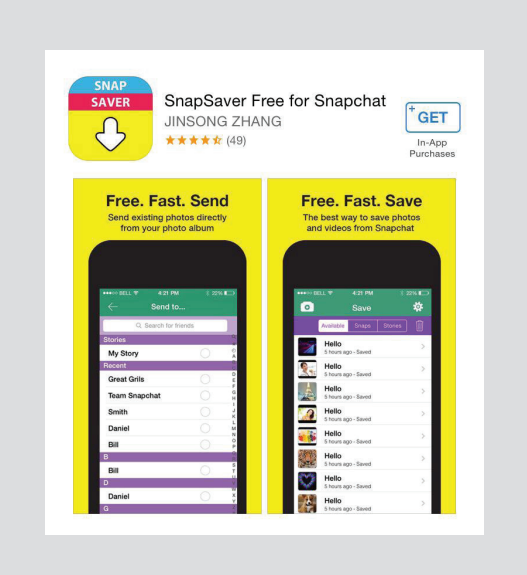 SNAP
SAVER
SnapSaver Free for Snapchat
JINSONG ZHANG
(49)
+GET
In-App
Purchases
Free. Fast. Send
Send existing photos directly
from your photo album
BELL 4:21 PM 22%
Send to...
Search for friends
Stories
My Story
Recent
Great Grils
Team Snapchat
Smith
Daniel
Bill
B
Bill
D
Daniel
G
Free. Fast. Save
The best way to save photos
and videos from Snapchat
BELL 4:21 PM 22%
Save
Available Snaps Stories
Hello
5 hours ago - Saved
Hello
5 hours ago - Saved
Hello
5 hours ago - Saved
Hello
5 hours ago - Saved
Hello
5 hours ago - Saved
Hello
5 hours ago - Saved
Hello
5 hours ago - Saved
Hello
5 hours ago - Saved